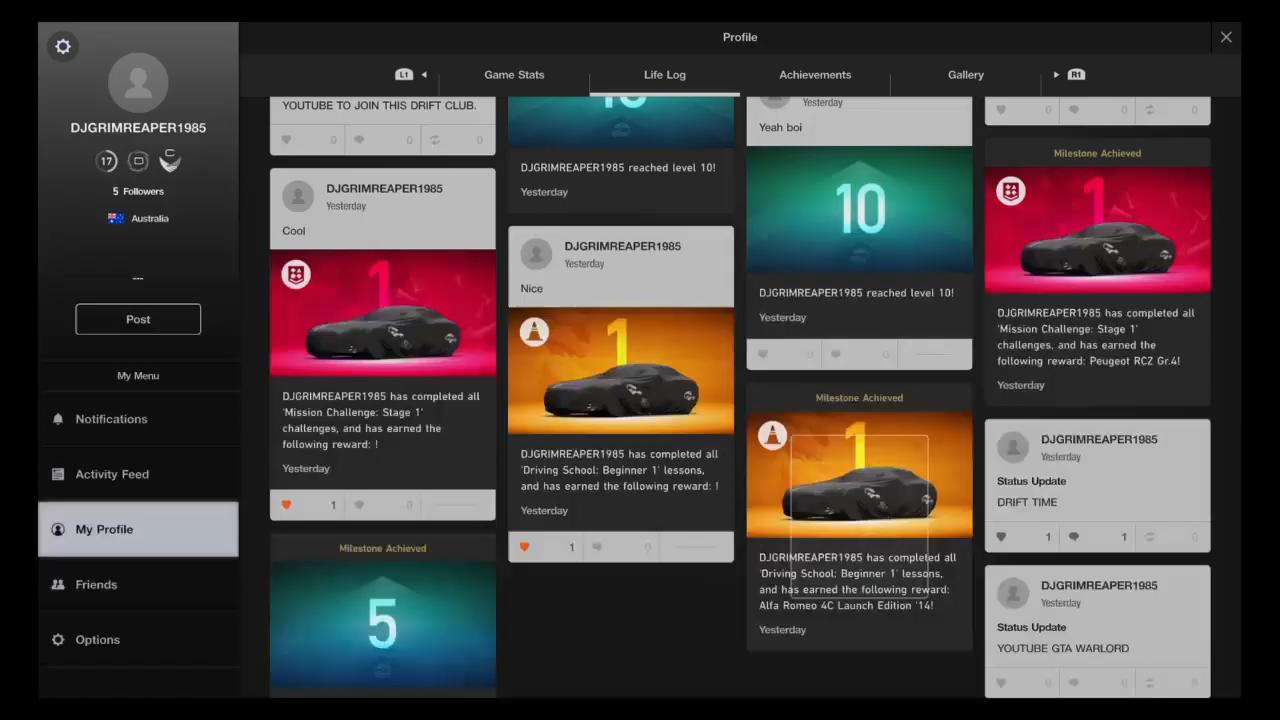 Profile
L1
Game Stats
Life Log
Achievements
Gallery
R1
DJGRIMREAPER1985
17
D
C
5 Followers
Australia
---
Post
My Menu
Notifications
Activity Feed
My Profile
Friends
Options
YOUTUBE TO JOIN THIS DRIFT CLUB.
0
0
0
DJGRIMREAPER1985
Yesterday
Cool
1
DJGRIMREAPER1985 has completed all
'Mission Challenge: Stage 1'
challenges, and has earned the
following reward: !
Yesterday
1
0
Milestone Achieved
5
DJGRIMREAPER1985 reached level 10!
Yesterday
DJGRIMREAPER1985
Yesterday
Nice
1
DJGRIMREAPER1985 has completed all
'Driving School: Beginner 1' lessons,
and has earned the following reward: !
Yesterday
1
0
Yesterday
Yeah boi
10
DJGRIMREAPER1985 reached level 10!
Yesterday
0
0
Milestone Achieved
1
DJGRIMREAPER1985 has completed all
'Driving School: Beginner 1' lessons,
and has earned the following reward:
Alfa Romeo 4C Launch Edition '14!
Yesterday
0
0
0
Milestone Achieved
1
DJGRIMREAPER1985 has completed all
'Mission Challenge: Stage 1'
challenges, and has earned the
following reward: Peugeot RCZ Gr.4!
Yesterday
DJGRIMREAPER1985
Yesterday
Status Update
DRIFT TIME
1
1
0
DJGRIMREAPER1985
Yesterday
Status Update
YOUTUBE GTA WARLORD
0
0
0